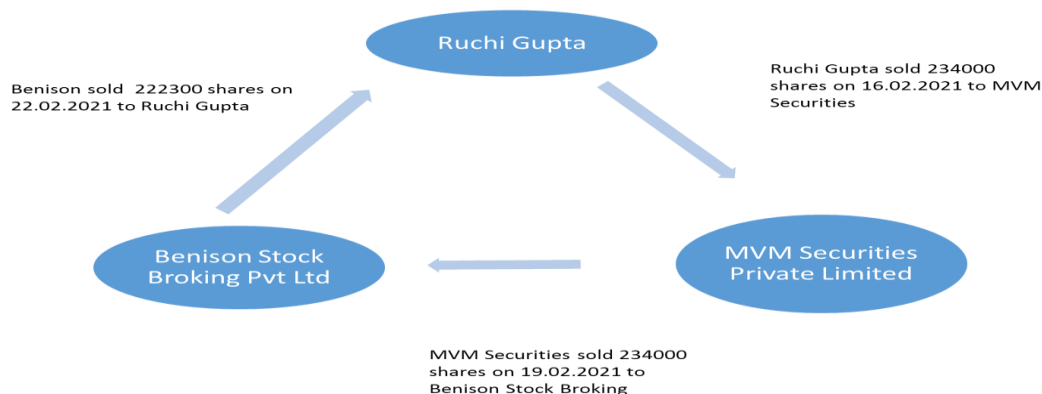 Ruchi Gupta
Benison sold 222300 shares on
22.02.2021 to Ruchi Gupta
Ruchi Gupta sold 234000
shares on 16.02.2021 to MVM
Securities
Benison Stock
Broking Pvt Ltd
MVM Securities
Private Limited
MVM Securities sold 234000
shares on 19.02.2021 to
Benison Stock Broking